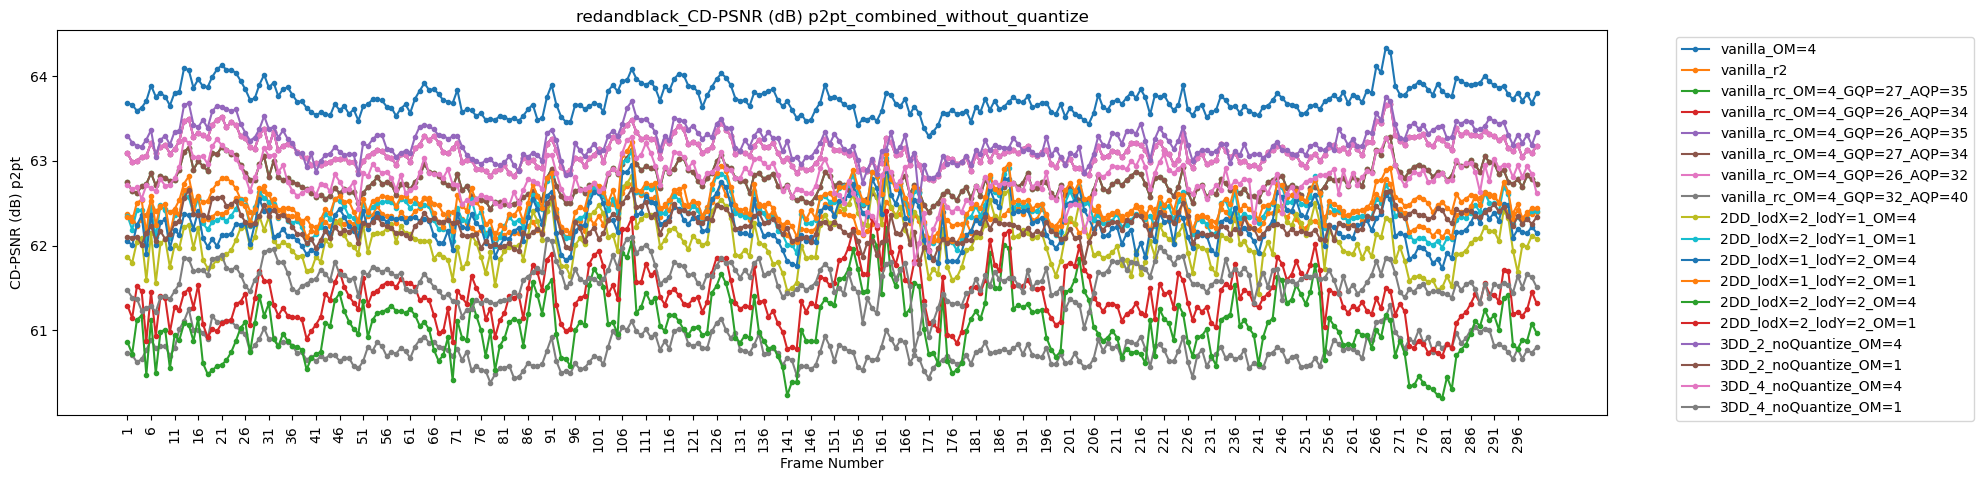 redandblack_CD-PSNR (dB) p2pt_combined_without_quantize
CD-PSNR (dB) p2pt
64
63
62
61
1 6 11 16 21 26 31 36 41 46 51 56 61 66 71 76 81 86 91 96 101 106 111 116 121 126 131 136 141 146 151 156 161 166 171 176 181 186 191 196 201 206 211 216 221 226 231 236 241 246 251 256 261 266 271 276 281 286 291 296
Frame Number
vanilla_OM=4
vanilla_r2
vanilla_rc_OM=4_GQP=27_AQP=35
vanilla_rc_OM=4_GQP=26_AQP=34
vanilla_rc_OM=4_GQP=26_AQP=35
vanilla_rc_OM=4_GQP=27_AQP=34
vanilla_rc_OM=4_GQP=26_AQP=32
vanilla_rc_OM=4_GQP=32_AQP=40
2DD_lodX=2_lodY=1_OM=4
2DD_lodX=2_lodY=1_OM=1
2DD_lodX=1_lodY=2_OM=4
2DD_lodX=1_lodY=2_OM=1
2DD_lodX=2_lodY=2_OM=4
2DD_lodX=2_lodY=2_OM=1
3DD_2_noQuantize_OM=4
3DD_2_noQuantize_OM=1
3DD_4_noQuantize_OM=4
3DD_4_noQuantize_OM=1